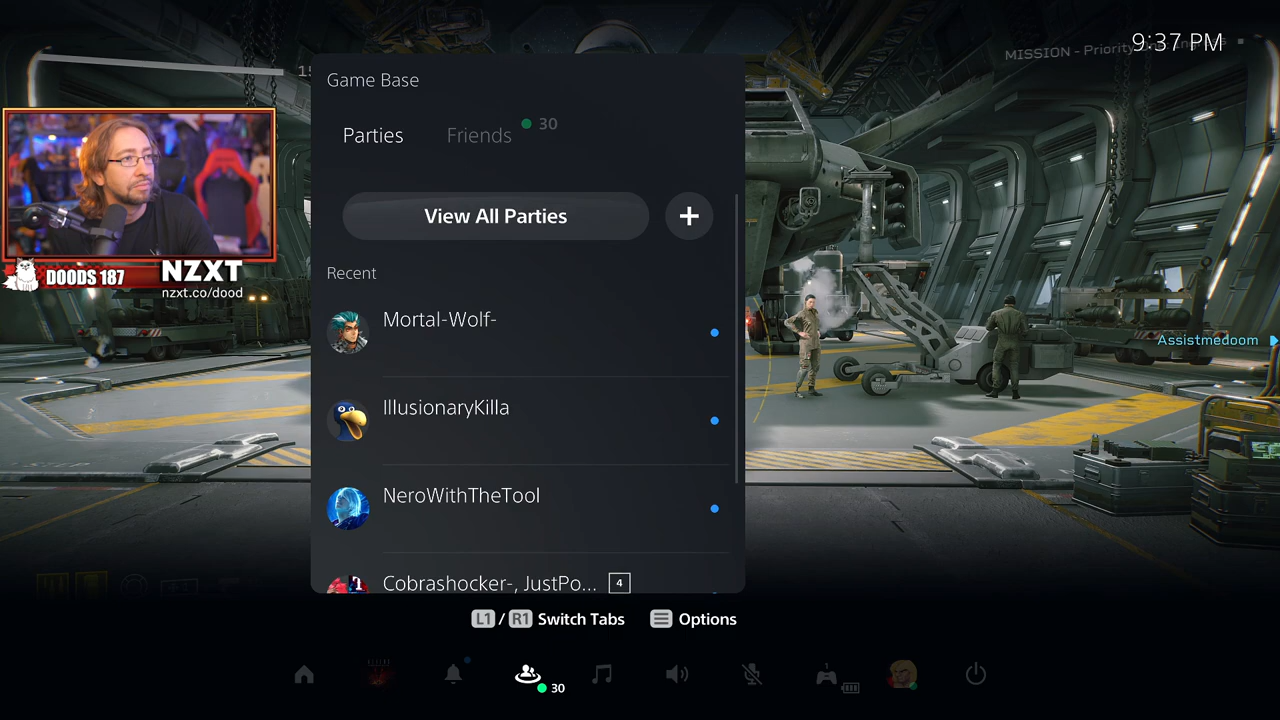 9:37 PM
MISSION - Priority
15
Game Base
Parties
Friends
30
View All Parties
+
Recent
Mortal-Wolf-
IllusionaryKilla
NeroWithTheTool
Cobrashocker-, JustPo...
4
DOODS 187
NZXT
nzxt.co/dood
Assistmedoom
L1 / R1 Switch Tabs
Options
30